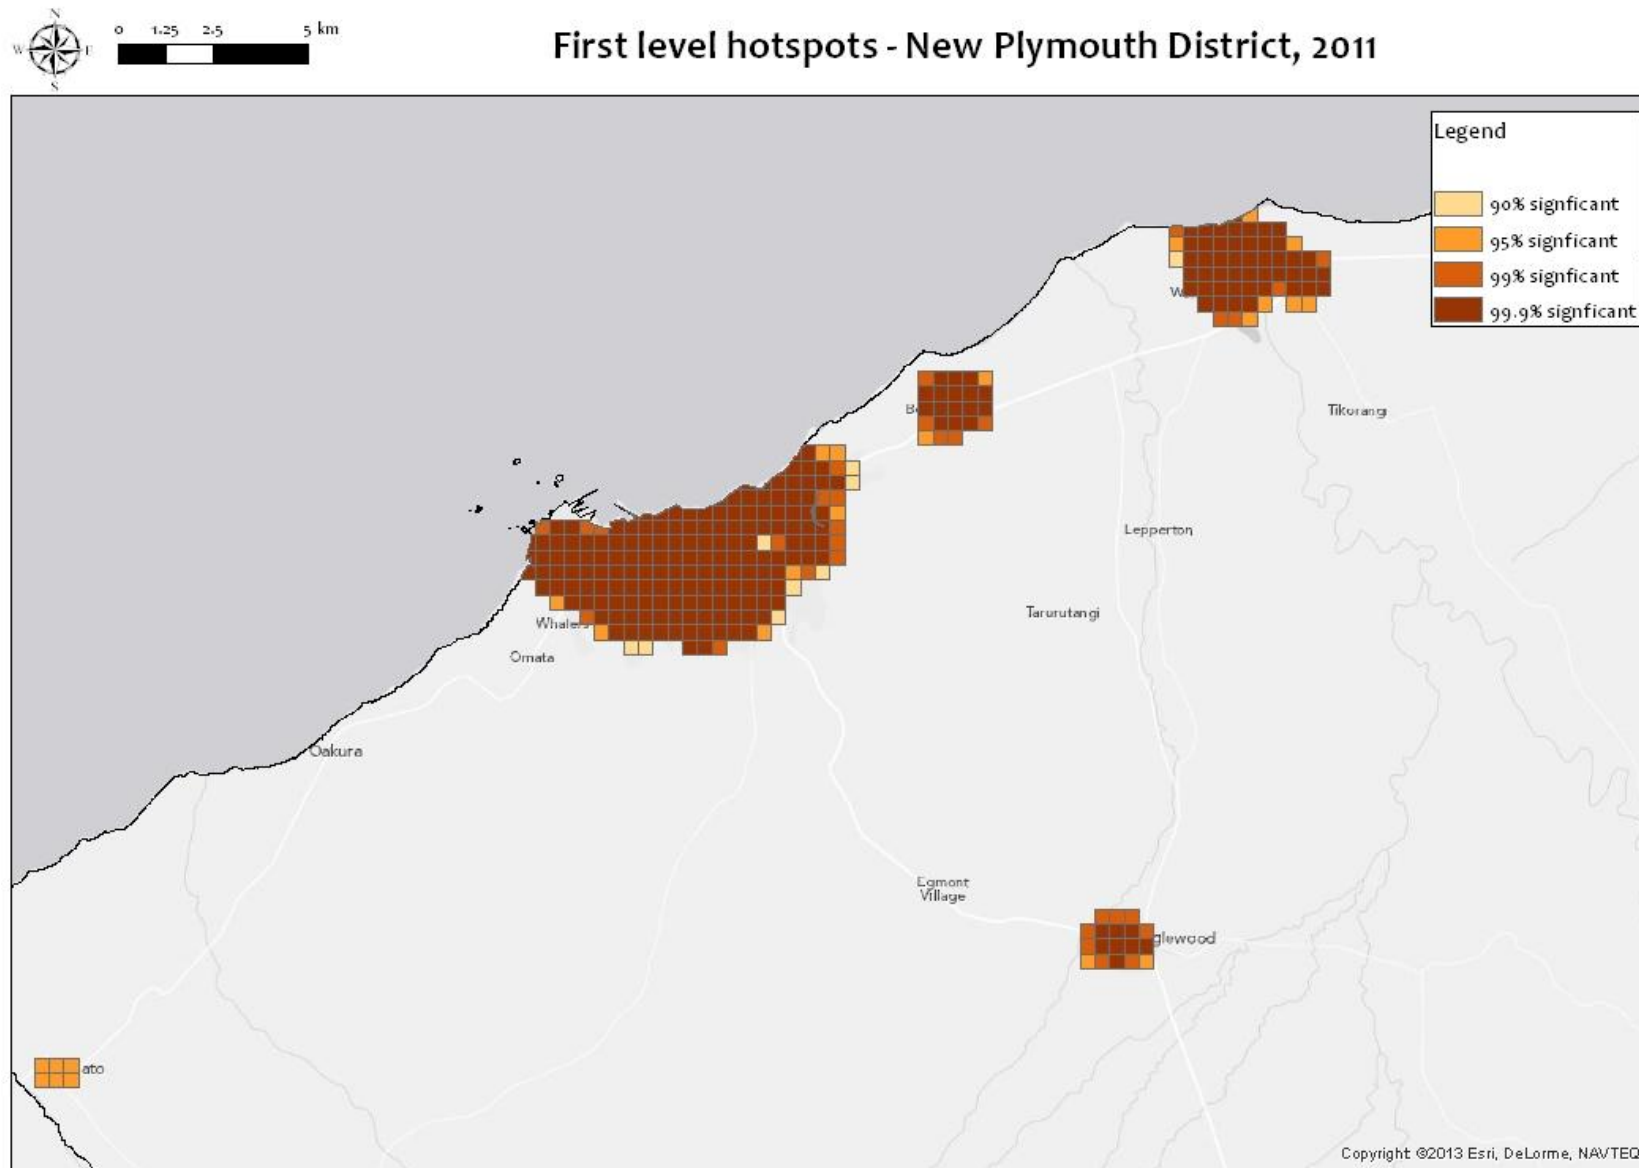 N
W E
S
0 1.25 2.5 5 km
First level hotspots - New Plymouth District, 2011
Legend
90% signficant
95% signficant
99% signficant
99.9% signficant
Tikorangi
Lepperton
Tarurutangi
Whalers
Omata
Oakura
Egmont
Village
glewood
ato
Copyright ©2013 Esri, DeLorme, NAVTEQ